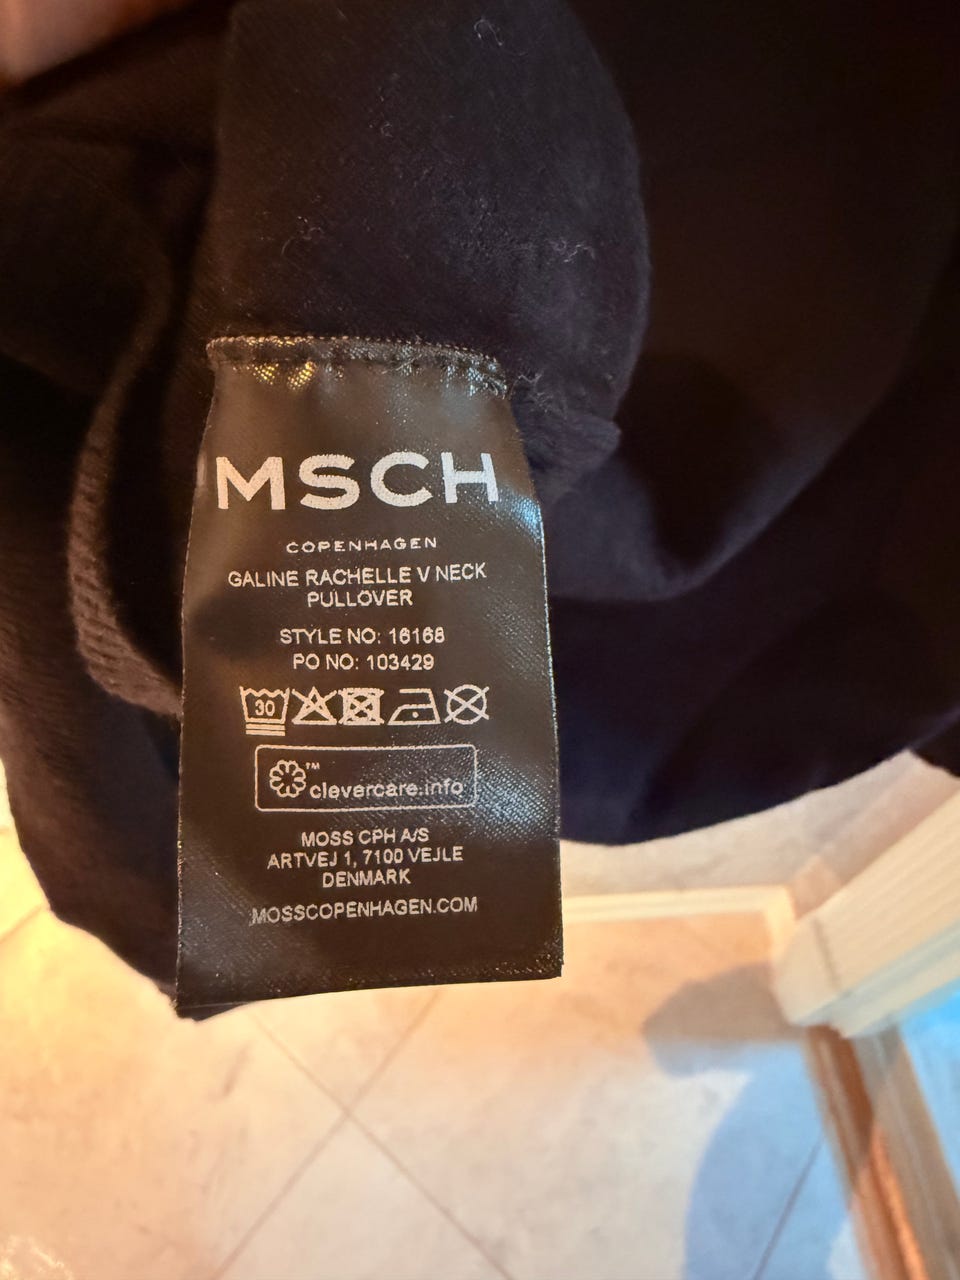 MSCH
COPENHAGEN
GALINE RACHELLE V NECK
PULLOVER
STYLE NO: 16168
PO NO: 103429
30
™
clevercare.info
MOSS CPH A/S
ARTVEJ 1, 7100 VEJLE
DENMARK
MOSSCOPENHAGEN.COM